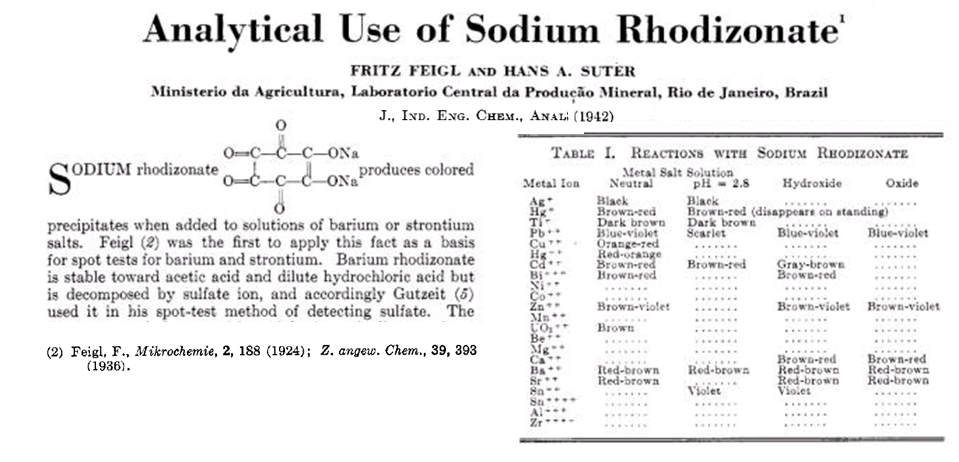 Analytical Use of Sodium Rhodizonate¹
FRITZ FEIGL AND HANS A. SUTER
Ministerio da Agricultura, Laboratorio Central da Produção Mineral, Rio de Janeiro, Brazil
J., IND. ENG. CHEM., ANAL. (1942)
O
O=C—C—C—ONa
SODIUM rhodizonate produces colored
O=C—C—C—ONa
O
precipitates when added to solutions of barium or strontium
salts. Feigl (2) was the first to apply this fact as a basis
for spot tests for barium and strontium. Barium rhodizonate
is stable toward acetic acid and dilute hydrochloric acid but
is decomposed by sulfate ion, and accordingly Gutzeit (5)
used it in his spot-test method of detecting sulfate. The
(2) Feigl, F., Mikrochemie, 2, 188 (1924); Z. angew. Chem., 39, 393
(1936).
TABLE I. REACTIONS WITH SODIUM RHODIZONATE
Metal Salt Solution
Metal Ion Neutral pH = 2.8 Hydroxide Oxide
Ag+ Black Black ....... .......
Hg+ Brown-red Brown-red (disappears on standing)
Tl+ Dark brown Dark brown ....... .......
Pb++ Blue-violet Scarlet Blue-violet Blue-violet
Cu++ Orange-red ....... ....... .......
Hg++ Red-orange ....... ....... .......
Cd++ Brown-red Brown-red Gray-brown .......
Bi+++ Brown-red ....... Brown-red .......
Ni++ ....... ....... ....... .......
Co++ ....... ....... ....... .......
Zn++ Brown-violet ....... Brown-violet Brown-violet
Mn++ ....... ....... ....... .......
UO₂++ Brown ....... ....... .......
Be++ ....... ....... ....... .......
Mg++ ....... ....... ....... .......
Ca++ ....... ....... Brown-red Brown-red
Ba++ Red-brown Red-brown Red-brown Red-brown
Sr++ Red-brown ....... Red-brown Red-brown
Sn++ ....... Violet Violet .......
Sn++++ ....... ....... ....... .......
Al+++ ....... ....... ....... .......
Zr++++ ....... ....... ....... .......